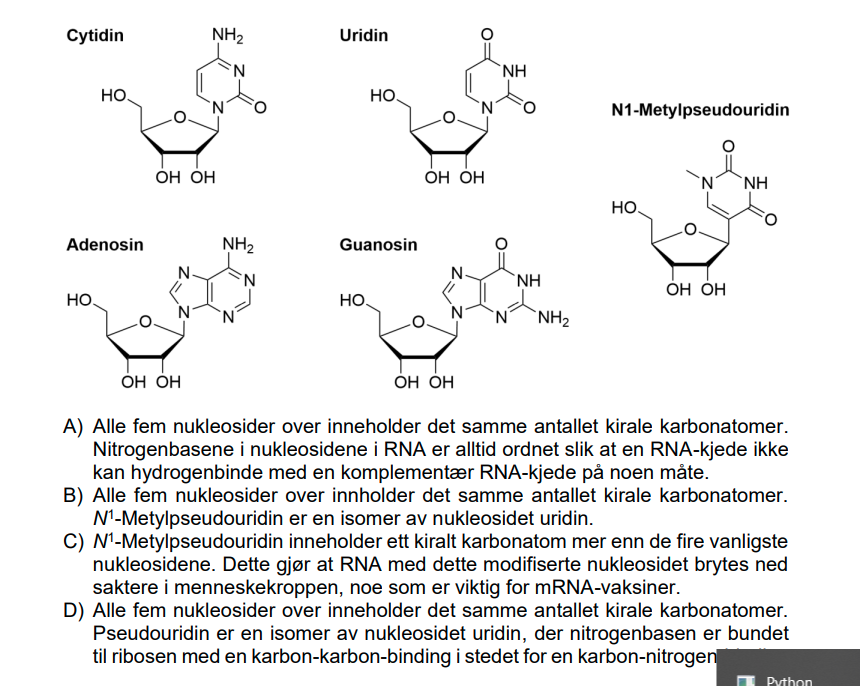 Cytidin
NH₂
N
HO
O
N
O
OH OH
Uridin
O
NH
HO
O
N
O
OH OH
N1-Metylpseudouridin
O
N
NH
HO
O
O
OH OH
Adenosin
NH₂
N
N
HO
O
N
N
OH OH
Guanosin
O
N
NH
HO
O
N
N
NH₂
OH OH
A) Alle fem nukleosider over inneholder det samme antallet kirale karbonatomer.
Nitrogenbasene i nukleosidene i RNA er alltid ordnet slik at en RNA-kjede ikke
kan hydrogenbinde med en komplementær RNA-kjede på noen måte.
B) Alle fem nukleosider over innholder det samme antallet kirale karbonatomer.
N¹-Metylpseudouridin er en isomer av nukleosidet uridin.
C) N¹-Metylpseudouridin inneholder ett kiralt karbonatom mer enn de fire vanligste
nukleosidene. Dette gjør at RNA med dette modifiserte nukleosidet brytes ned
saktere i menneskekroppen, noe som er viktig for mRNA-vaksiner.
D) Alle fem nukleosider over inneholder det samme antallet kirale karbonatomer.
Pseudouridin er en isomer av nukleosidet uridin, der nitrogenbasen er bundet
til ribosen med en karbon-karbon-binding i stedet for en karbon-nitrogen
Python